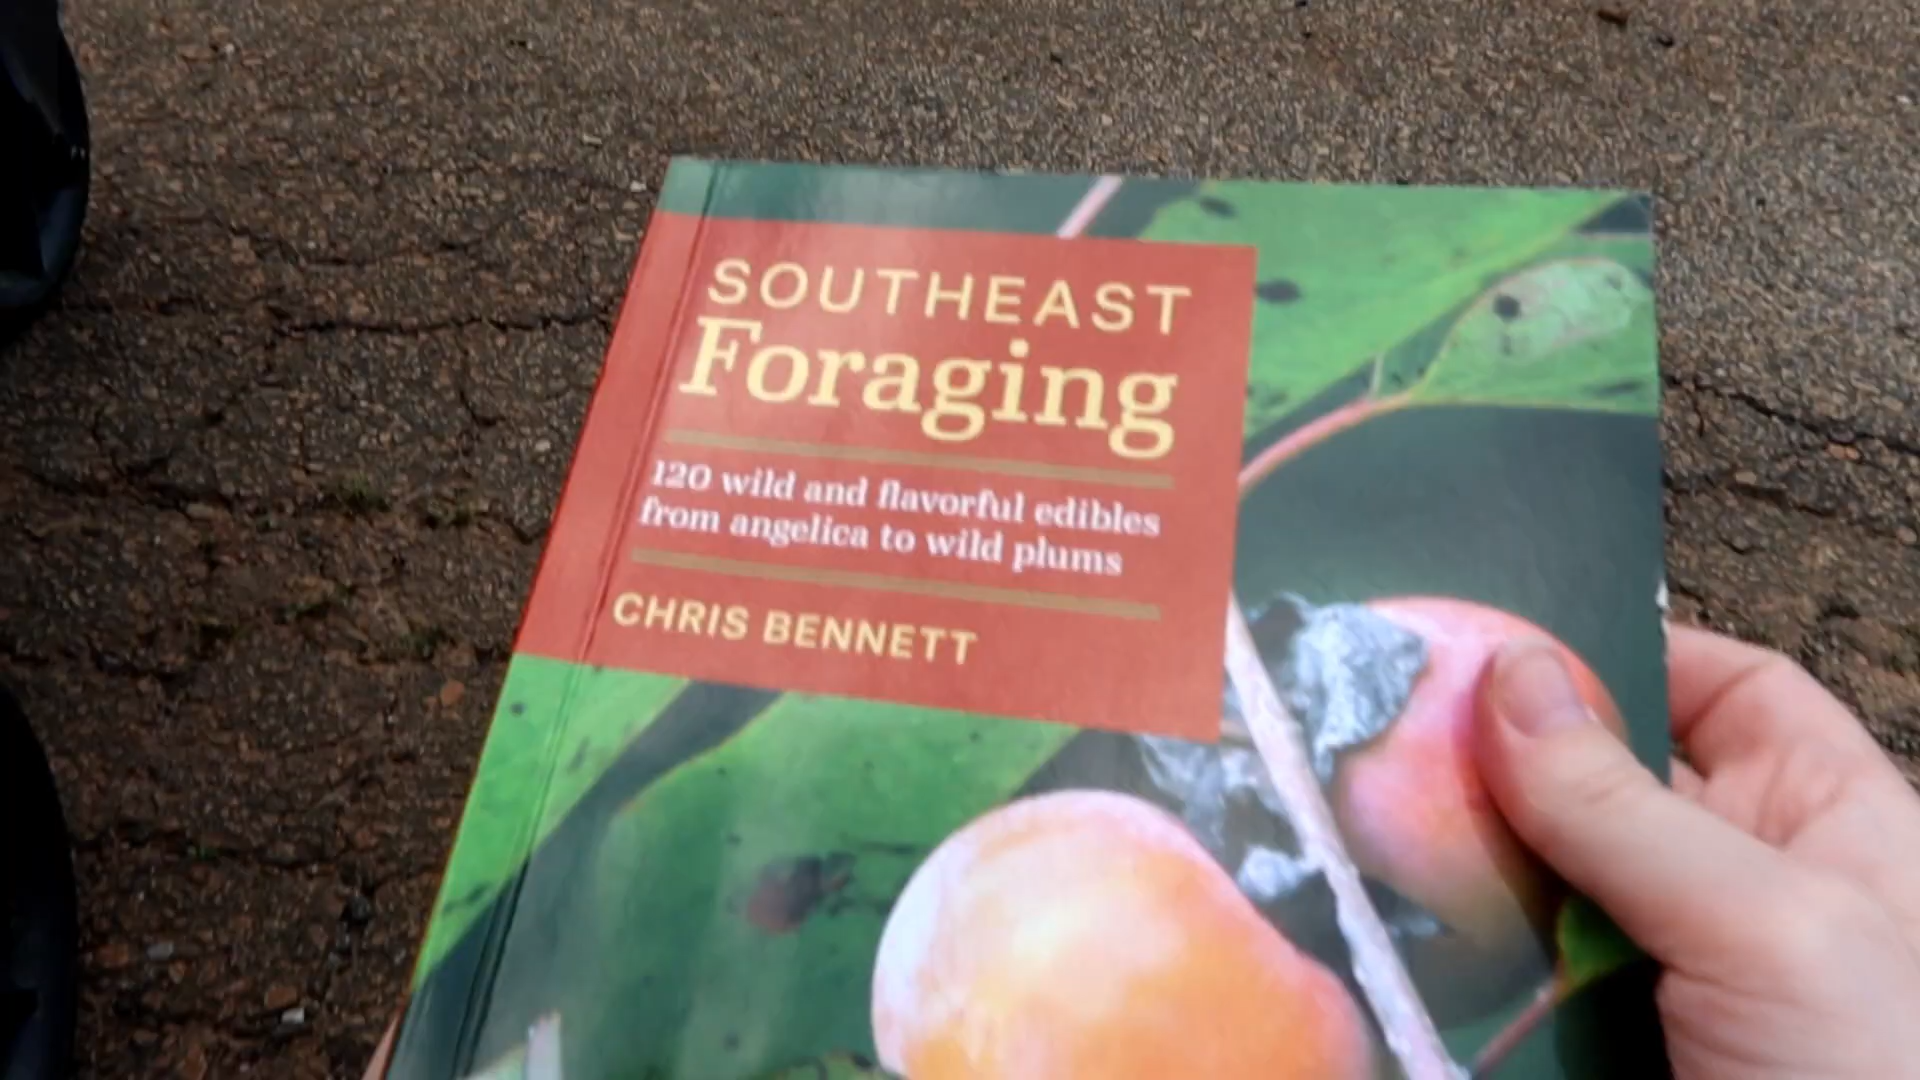 SOUTHEAST
Foraging
120 wild and flavorful edibles
from angelica to wild plums
CHRIS BENNETT